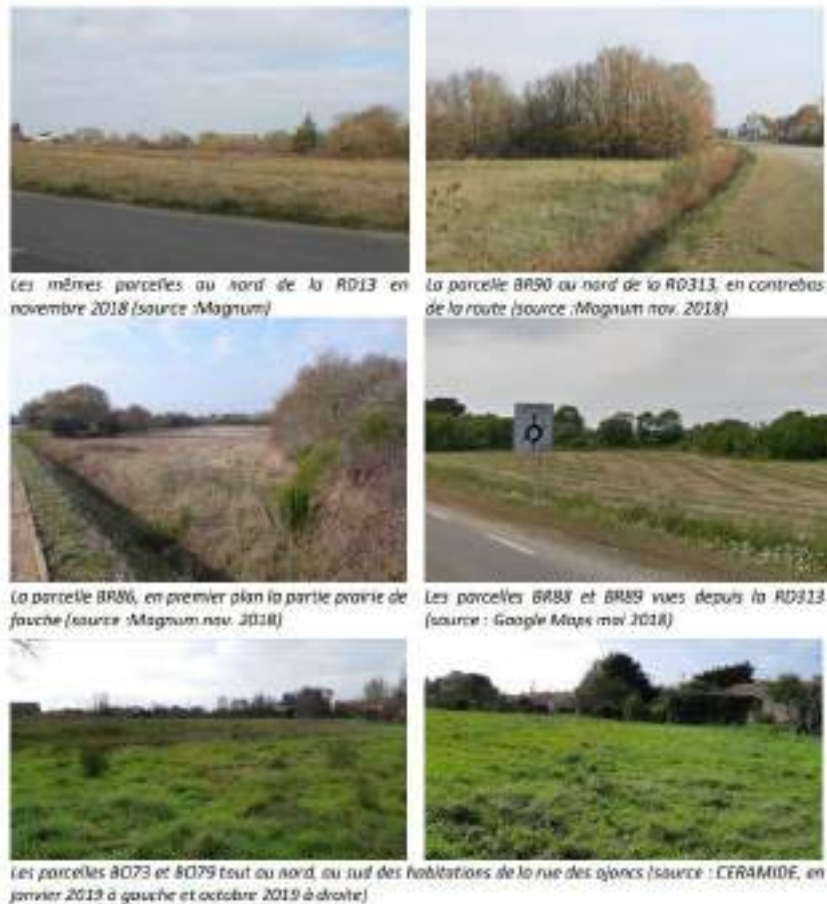 Les mêmes parcelles au nord de la RD13 en
novembre 2018 (source :Magnum)
La parcelle BR90 au nord de la RD313, en contrebas
de la route (source :Magnum nov. 2018)
La parcelle BR86, en premier plan la partie prairie de
fauche (source :Magnum nov. 2018)
Les parcelles BR88 et BR89 vues depuis la RD313
(source : Google Maps mai 2018)
Les parcelles BO73 et BO79 tout au nord, au sud des habitations de la rue des ajoncs (source : CERAMIDE, en
janvier 2019 à gauche et octobre 2019 à droite)